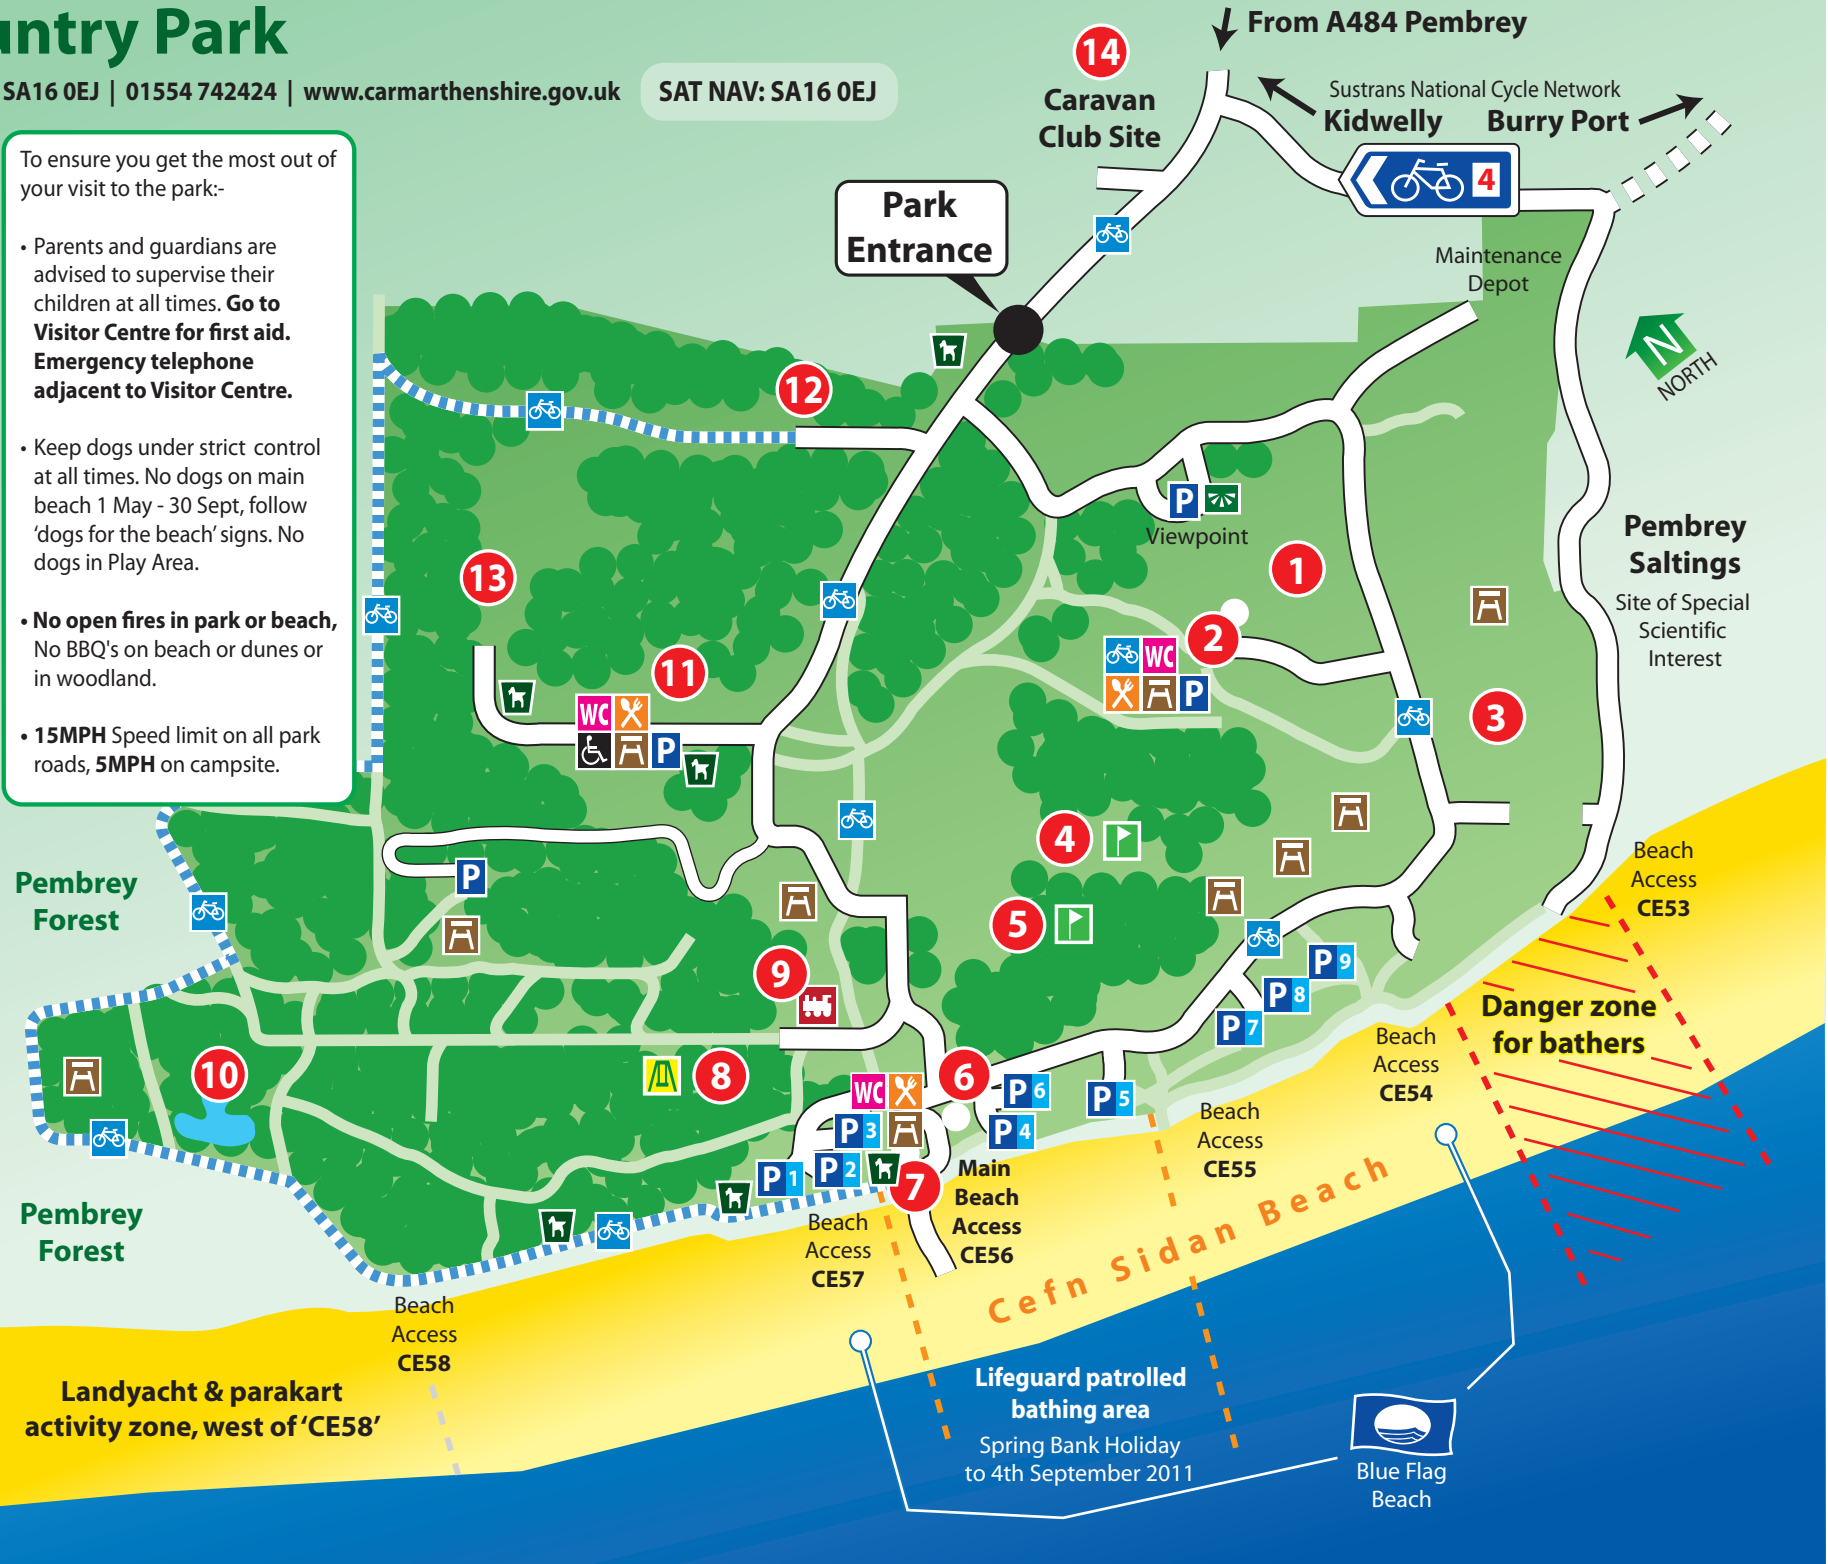 untry Park
SA16 0EJ | 01554 742424 | www.carmarthenshire.gov.uk
SAT NAV: SA16 0EJ
To ensure you get the most out of
your visit to the park:-
• Parents and guardians are
advised to supervise their
children at all times. Go to
Visitor Centre for first aid.
Emergency telephone
adjacent to Visitor Centre.
• Keep dogs under strict control
at all times. No dogs on main
beach 1 May - 30 Sept, follow
‘dogs for the beach’ signs. No
dogs in Play Area.
• No open fires in park or beach,
No BBQ's on beach or dunes or
in woodland.
• 15MPH Speed limit on all park
roads, 5MPH on campsite.
From A484 Pembrey
14
Caravan
Club Site
Sustrans National Cycle Network
Kidwelly Burry Port
4
Park
Entrance
Maintenance
Depot
N
NORTH
12
P
Viewpoint
Pembrey
Saltings
Site of Special
Scientific
Interest
13
1
2
WC
P
11
WC
P
3
4
5
P
Pembrey
Forest
9
10
8
6
WC
P 3
P 6
P 4
P 5
P 7
P 8
P 9
P 1
P 2
7
Beach
Access
CE53
Danger zone
for bathers
Beach
Access
CE54
Beach
Access
CE55
Main
Beach
Access
CE56
Beach
Access
CE57
Cefn Sidan Beach
Pembrey
Forest
Beach
Access
CE58
Landyacht & parakart
activity zone, west of ‘CE58’
Lifeguard patrolled
bathing area
Spring Bank Holiday
to 4th September 2011
Blue Flag
Beach